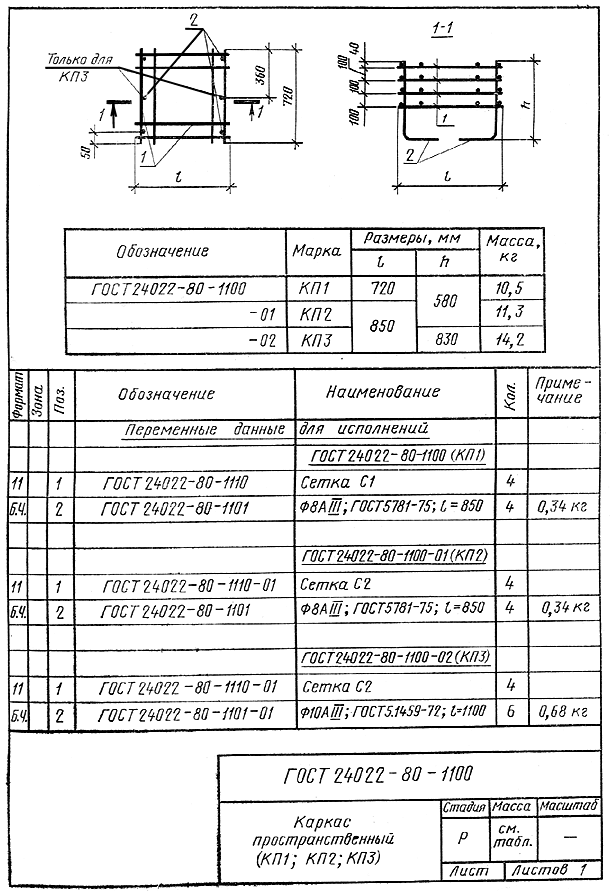 2
1-1
Только для
КП3
360
720
1
1
50
1
2
l
100
40
100
100
1
2
h
l
Обозначение Марка Размеры, мм Масса, кг
l h
ГОСТ 24022-80-1100 КП1 720 580 10,5
-01 КП2 850 11,3
-02 КП3 830 14,2
Формат Зона Поз. Обозначение Наименование Кол. Приме-
чание
Переменные данные для исполнений
ГОСТ 24022-80-1100 (КП1)
11 1 ГОСТ 24022-80-1110 Сетка С1 4
Б.Ч. 2 ГОСТ 24022-80-1101 Ф8АIII; ГОСТ5781-75; l=850 4 0,34 кг
ГОСТ24022-80-1100-01(КП2)
11 1 ГОСТ 24022-80-1110-01 Сетка С2 4
Б.Ч. 2 ГОСТ 24022-80-1101 Ф8АIII; ГОСТ5781-75; l=850 4 0,34 кг
ГОСТ24022-80-1100-02(КП3)
11 1 ГОСТ 24022-80-1110-01 Сетка С2 4
Б.Ч. 2 ГОСТ 24022-80-1101-01 Ф10АIII; ГОСТ5.1459-72; l=1100 6 0,68 кг
ГОСТ 24022-80-1100
Каркас
пространственный
(КП1; КП2; КП3)
Стадия Масса Масштаб
Р см.
табл. —
Лист Листов 1